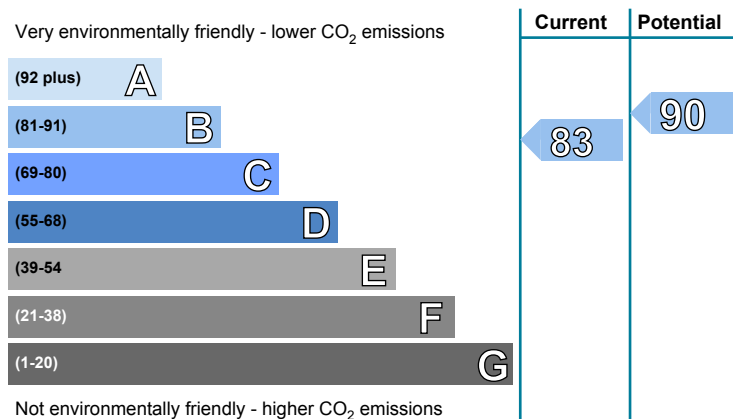 Very environmentally friendly - lower CO₂ emissions
Current
Potential
(92 plus) A
(81-91) B
(69-80) C
(55-68) D
(39-54 E
(21-38) F
(1-20) G
83
90
Not environmentally friendly - higher CO₂ emissions